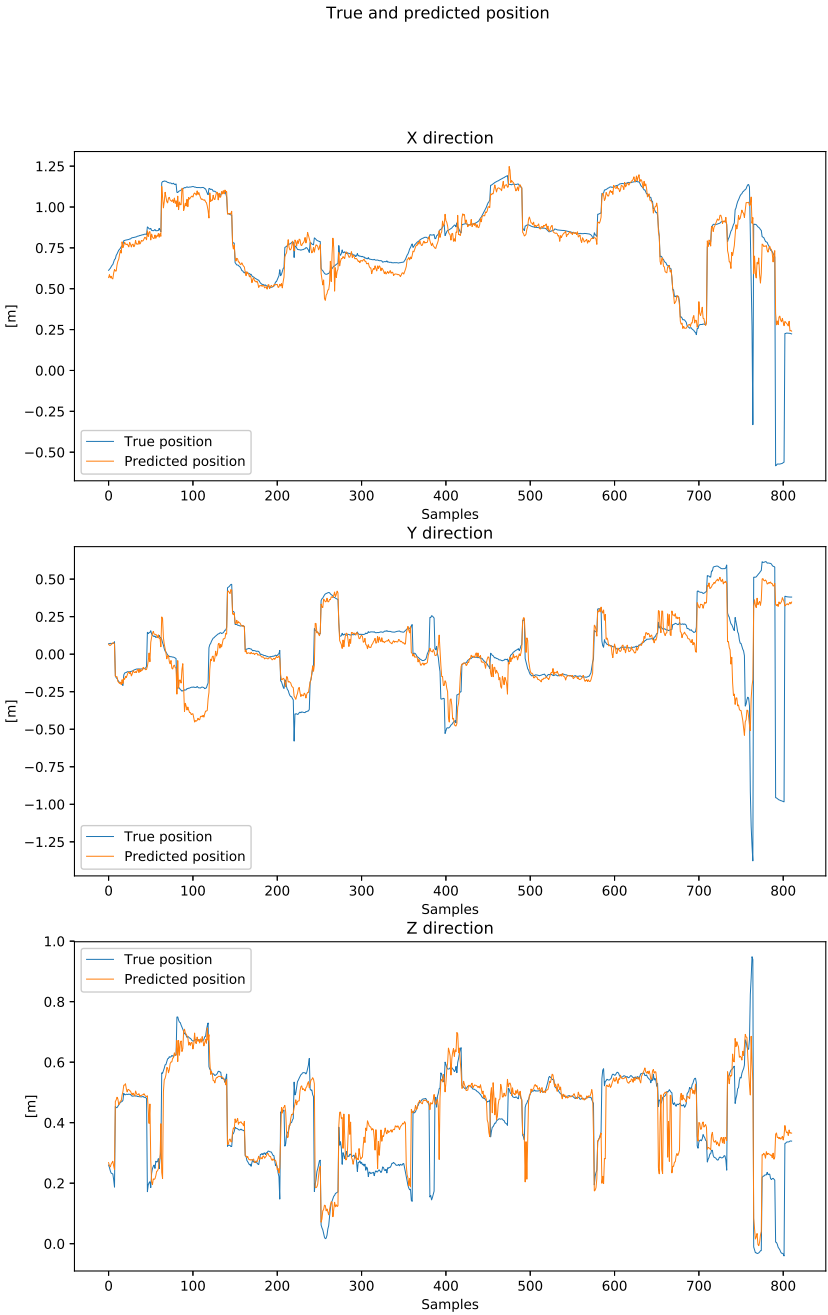 True and predicted position
X direction
1.25
1.00
0.75
0.50
0.25
0.00
−0.25
−0.50
[m]
True position
Predicted position
0 100 200 300 400 500 600 700 800
Samples
Y direction
0.50
0.25
0.00
−0.25
−0.50
−0.75
−1.00
−1.25
[m]
True position
Predicted position
0 100 200 300 400 500 600 700 800
Samples
Z direction
1.0
0.8
0.6
0.4
0.2
0.0
[m]
True position
Predicted position
0 100 200 300 400 500 600 700 800
Samples